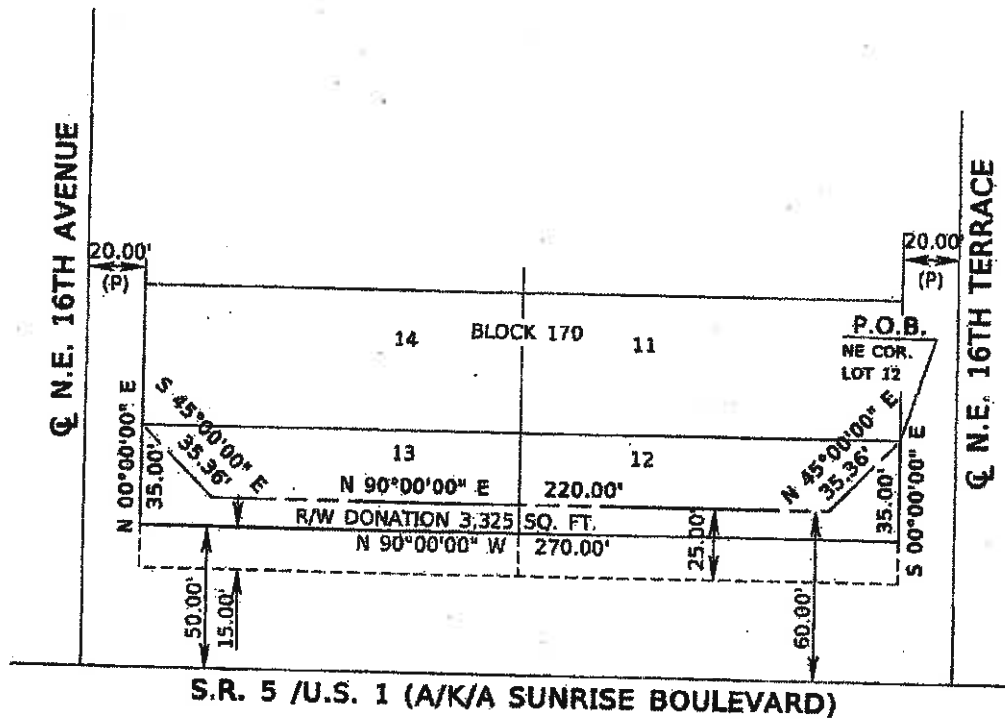 ℄ N.E. 16TH AVENUE
℄ N.E. 16TH TERRACE
20.00'
(P)
20.00'
(P)
14
BLOCK 170
11
P.O.B.
NE COR.
LOT 12
N 00°00'00" E
35.00'
S 45°00'00" E
35.36'
13
12
N 45°00'00" E
35.36'
S 00°00'00" E
35.00'
N 90°00'00" E 220.00'
R/W DONATION 3,325 SQ. FT.
N 90°00'00" W 270.00'
25.00'
50.00'
15.00'
60.00'
S.R. 5 /U.S. 1 (A/K/A SUNRISE BOULEVARD)